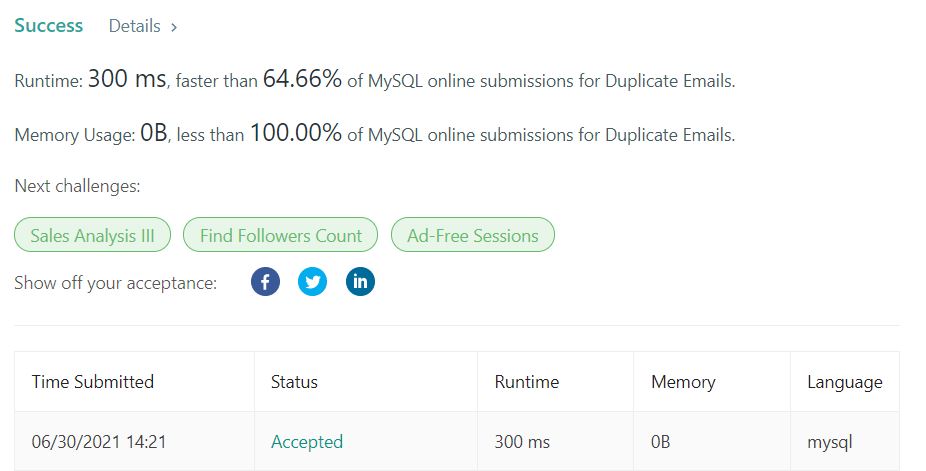 Success Details >
Runtime: 300 ms, faster than 64.66% of MySQL online submissions for Duplicate Emails.
Memory Usage: 0B, less than 100.00% of MySQL online submissions for Duplicate Emails.
Next challenges:
Sales Analysis III Find Followers Count Ad-Free Sessions
Show off your acceptance: f in
Time Submitted Status Runtime Memory Language
06/30/2021 14:21 Accepted 300 ms 0B mysql